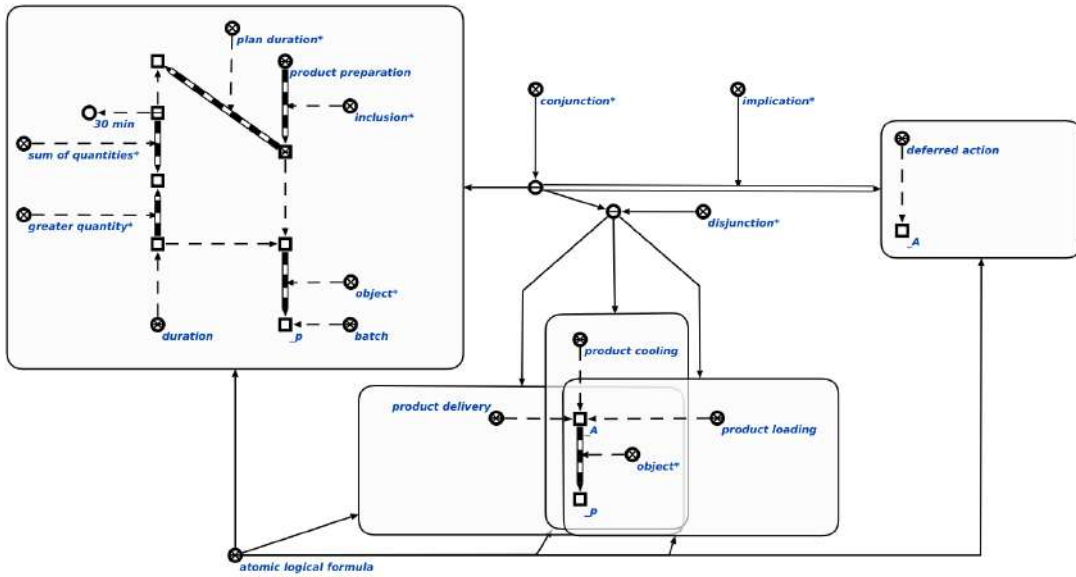 plan duration*
product preparation
30 min
inclusion*
sum of quantities*
greater quantity*
object*
duration
_p
batch
conjunction*
implication*
disjunction*
deferred action
_A
product cooling
product delivery
_A
product loading
object*
_p
atomic logical formula